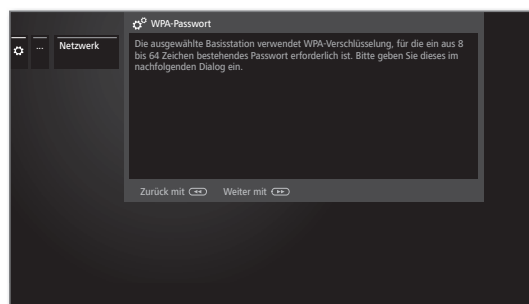 WPA-Passwort
... Netzwerk
Die ausgewählte Basisstation verwendet WPA-Verschlüsselung, für die ein aus 8
bis 64 Zeichen bestehendes Passwort erforderlich ist. Bitte geben Sie dieses im
nachfolgenden Dialog ein.
Zurück mit Weiter mit